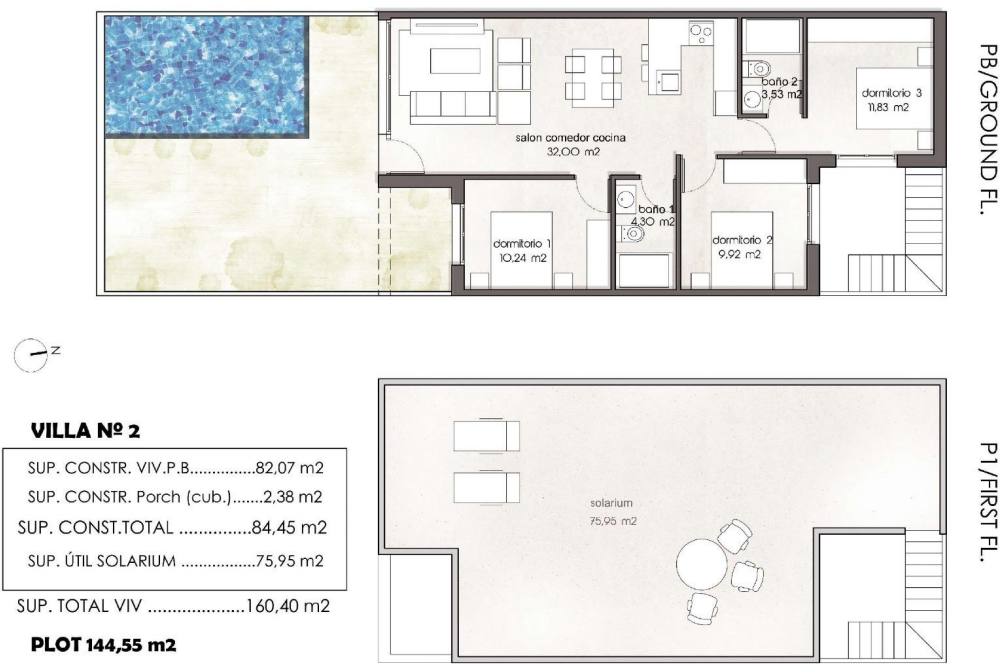 PB/GROUND FL.
baño 2
3,53 m2
dormitorio 3
11,83 m2
salon comedor cocina
32,00 m2
baño 1
4,30 m2
dormitorio 1
10,24 m2
dormitorio 2
9,92 m2
N
VILLA Nº 2
SUP. CONSTR. VIV.P.B...............82,07 m2
SUP. CONSTR. Porch (cub.).......2,38 m2
SUP. CONST.TOTAL ...............84,45 m2
SUP. ÚTIL SOLARIUM .................75,95 m2
SUP. TOTAL VIV ....................160,40 m2
PLOT 144,55 m2
solarium
75,95 m2
P1/FIRST FL.